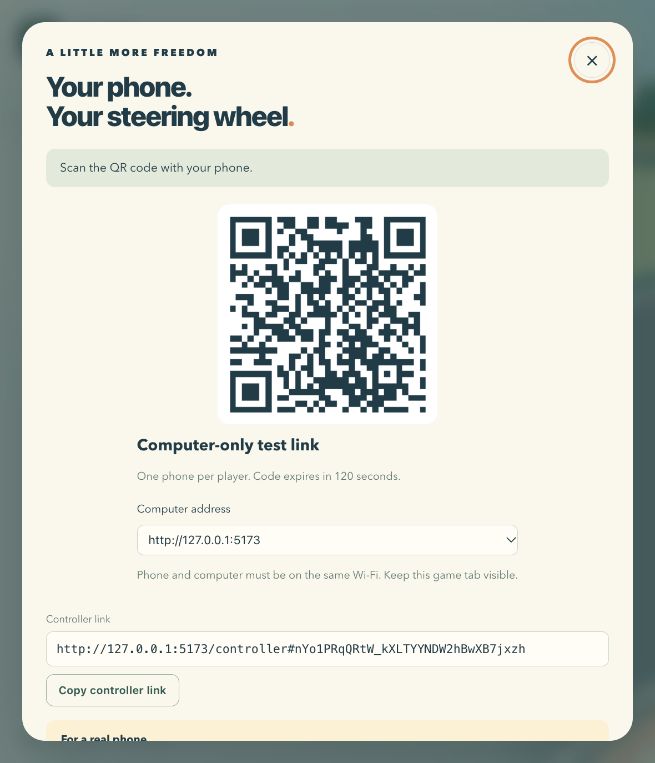 A LITTLE MORE FREEDOM
Your phone.
Your steering wheel.
Scan the QR code with your phone.
Computer-only test link
One phone per player. Code expires in 120 seconds.
Computer address
http://127.0.0.1:5173
Phone and computer must be on the same Wi-Fi. Keep this game tab visible.
Controller link
http://127.0.0.1:5173/controller#nYo1PRqQRtW_kXLTYYNDW2hBwXB7jxzh
Copy controller link
For a real phone